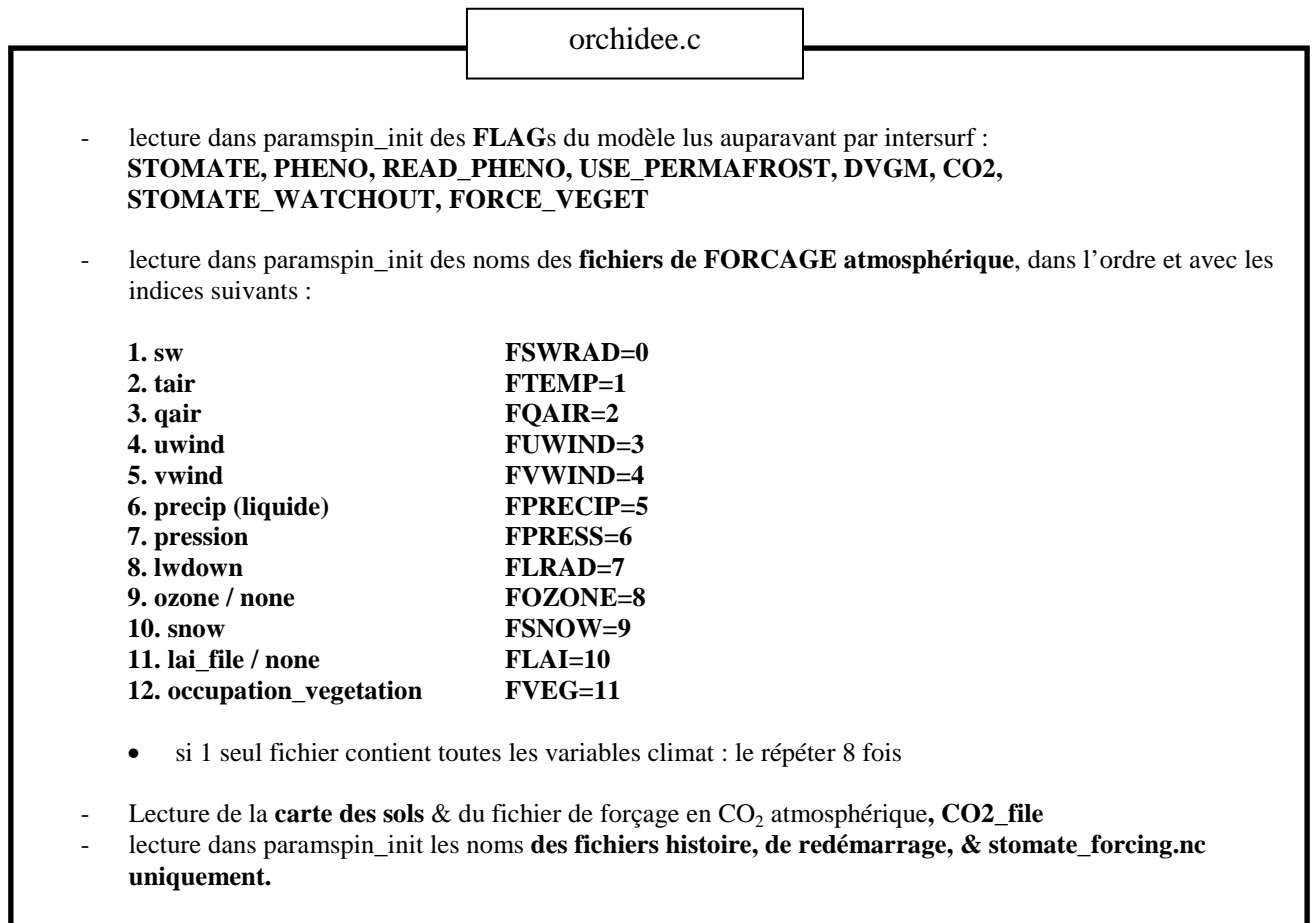 orchidee.c
- lecture dans paramspin_init des FLAGs du modèle lus auparavant par intersurf :
STOMATE, PHENO, READ_PHENO, USE_PERMAFROST, DVGM, CO2,
STOMATE_WATCHOUT, FORCE_VEGET
- lecture dans paramspin_init des noms des fichiers de FORCAGE atmosphérique, dans l’ordre et avec les
indices suivants :
1. sw FSWRAD=0
2. tair FTEMP=1
3. qair FQAIR=2
4. uwind FUWIND=3
5. vwind FVWIND=4
6. precip (liquide) FPRECIP=5
7. pression FPRESS=6
8. lwdown FLRAD=7
9. ozone / none FOZONE=8
10. snow FSNOW=9
11. lai_file / none FLAI=10
12. occupation_vegetation FVEG=11
• si 1 seul fichier contient toutes les variables climat : le répéter 8 fois
- Lecture de la carte des sols & du fichier de forçage en CO2 atmosphérique, CO2_file
- lecture dans paramspin_init les noms des fichiers histoire, de redémarrage, & stomate_forcing.nc
uniquement.